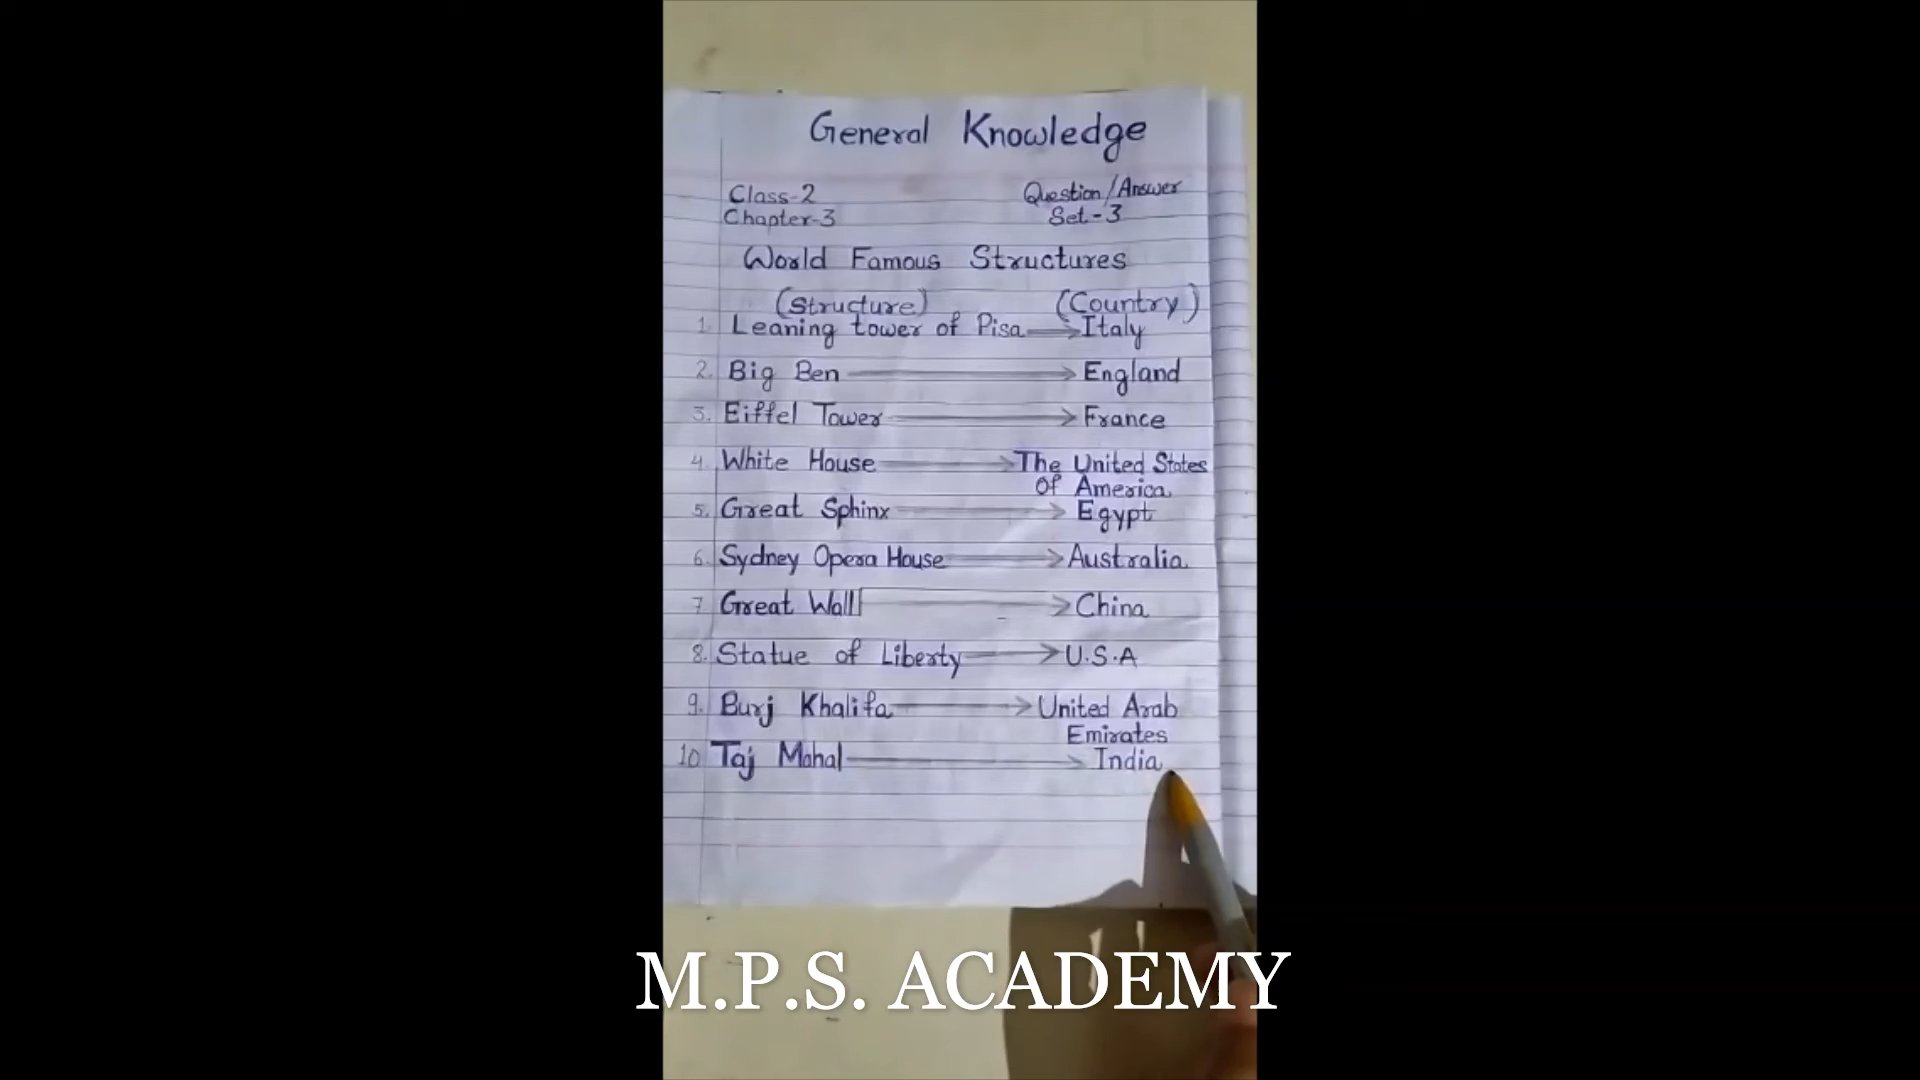 General Knowledge
Class-2 Question/Answer
Chapter-3 Set-3
World Famous Structures
(Structure) (Country)
1. Leaning tower of Pisa → Italy
2. Big Ben → England
3. Eiffel Tower → France
4. White House → The United States
Of America
5. Great Sphinx → Egypt
6. Sydney Opera House → Australia
7. Great Wall → China
8. Statue of Liberty → U.S.A
9. Burj Khalifa → United Arab
Emirates
10 Taj Mahal → India
M.P.S. ACADEMY